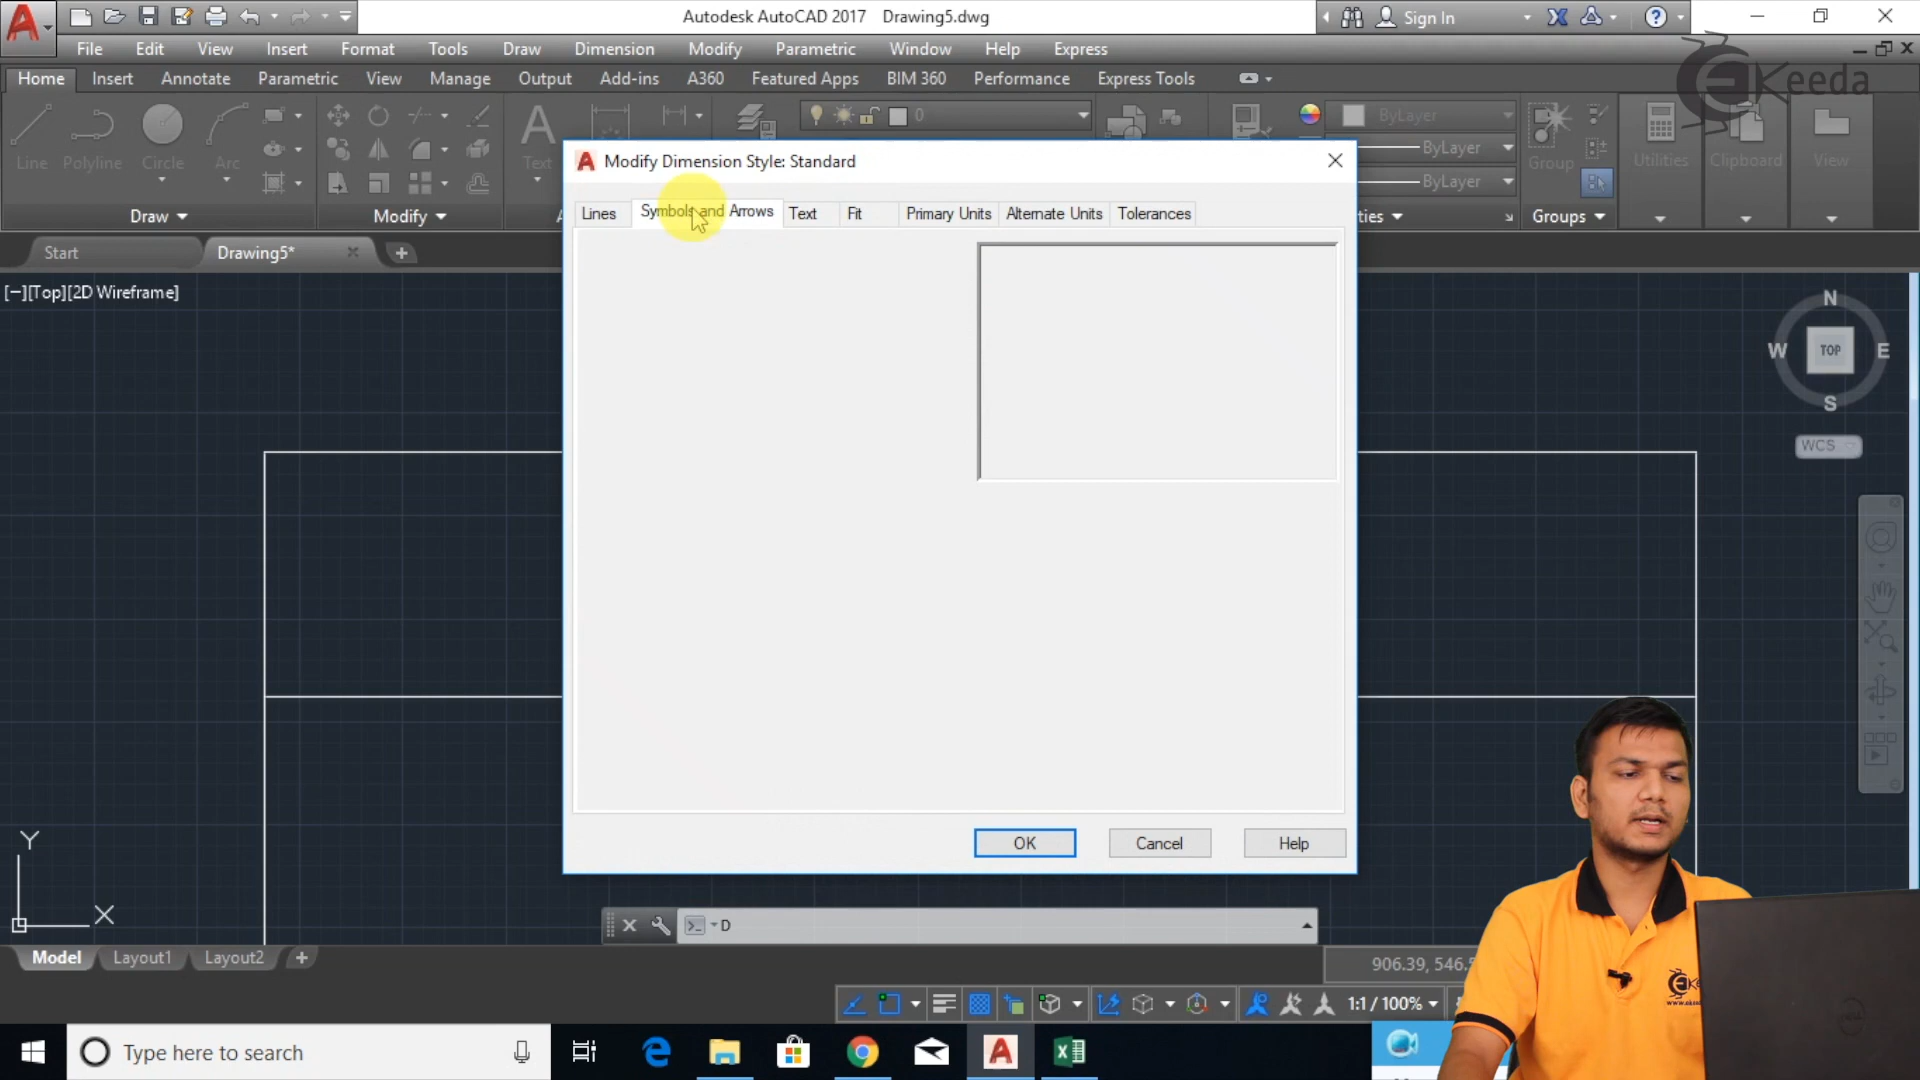 Autodesk AutoCAD 2017 Drawing5.dwg
Sign In
File Edit View Insert Format Tools Draw Dimension Modify Parametric Window Help Express
Home Insert Annotate Parametric View Manage Output Add-ins A360 Featured Apps BIM 360 Performance Express Tools
Keeda
0
ByLayer
Line Polyline Circle Arc Text
ByLayer
Group Utilities Clipboard View
ByLayer
Draw Modify
ties Groups
Modify Dimension Style: Standard
Lines Symbols and Arrows Text Fit Primary Units Alternate Units Tolerances
Start Drawing5*
[−][Top][2D Wireframe]
N
W TOP E
S
WCS
OK Cancel Help
Y
X
D
Model Layout1 Layout2
906.39, 546.
1:1 / 100%
Type here to search